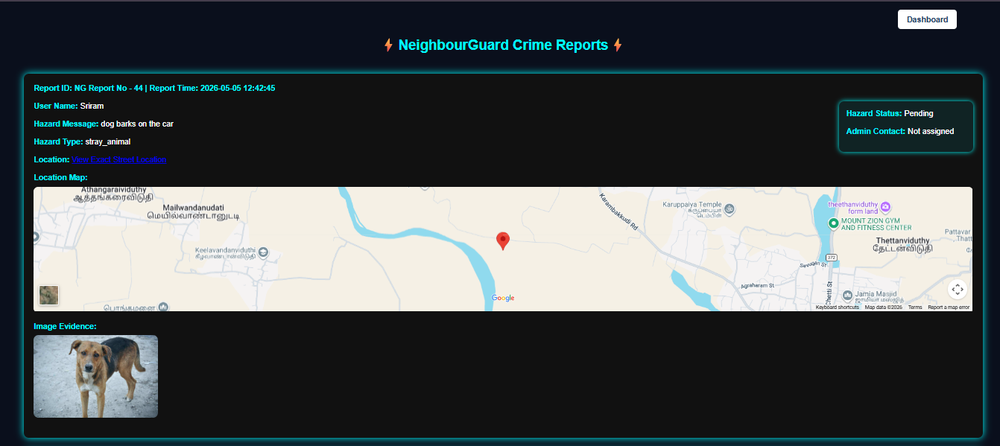 Dashboard
⚡ NeighbourGuard Crime Reports ⚡
Report ID: NG Report No - 44 | Report Time: 2026-05-05 12:42:45
User Name: Sriram
Hazard Message: dog barks on the car
Hazard Type: stray_animal
Location: View Exact Street Location
Hazard Status: Pending
Admin Contact: Not assigned
Location Map:
Athangaraividuthy
ஆத்தங்கரைவிடுதி
Mailwandanudati
மெயில்வாண்டானுடடி
Keelavandanviduthi
கீழவாண்டான்விடுதி
பொங்கமனை
Karambakkudi Rd
Karuppaiya Temple
கருப்பையா
டெம்பிள்
theethanviduthy
form land
MOUNT ZION GYM
AND FITNESS CENTER
Thettanviduthy
தேட்டன்விடுதி
Pattavar
Thatt
372
Sevugan St
Agraharam St
Chetti St
Jamia Masjid
ஜாமியா மஸ்ஜித்
Google
Keyboard shortcuts Map data ©2026 Terms Report a map error
Image Evidence: